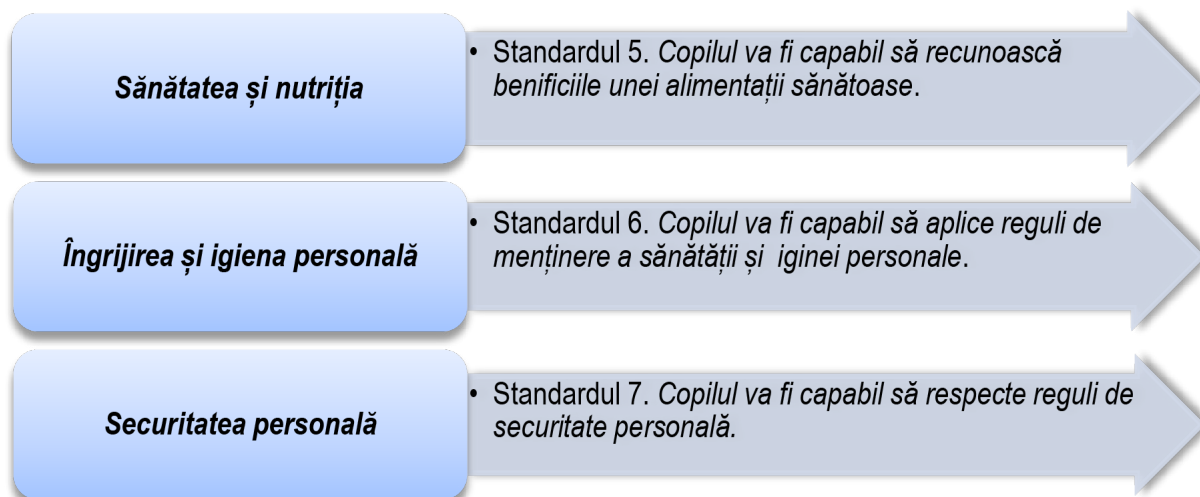 Sănătatea și nutriția
• Standardul 5. Copilul va fi capabil să recunoască
benificiile unei alimentații sănătoase.
Îngrijirea și igiena personală
• Standardul 6. Copilul va fi capabil să aplice reguli de
menținere a sănătății și iginei personale.
Securitatea personală
• Standardul 7. Copilul va fi capabil să respecte reguli de
securitate personală.